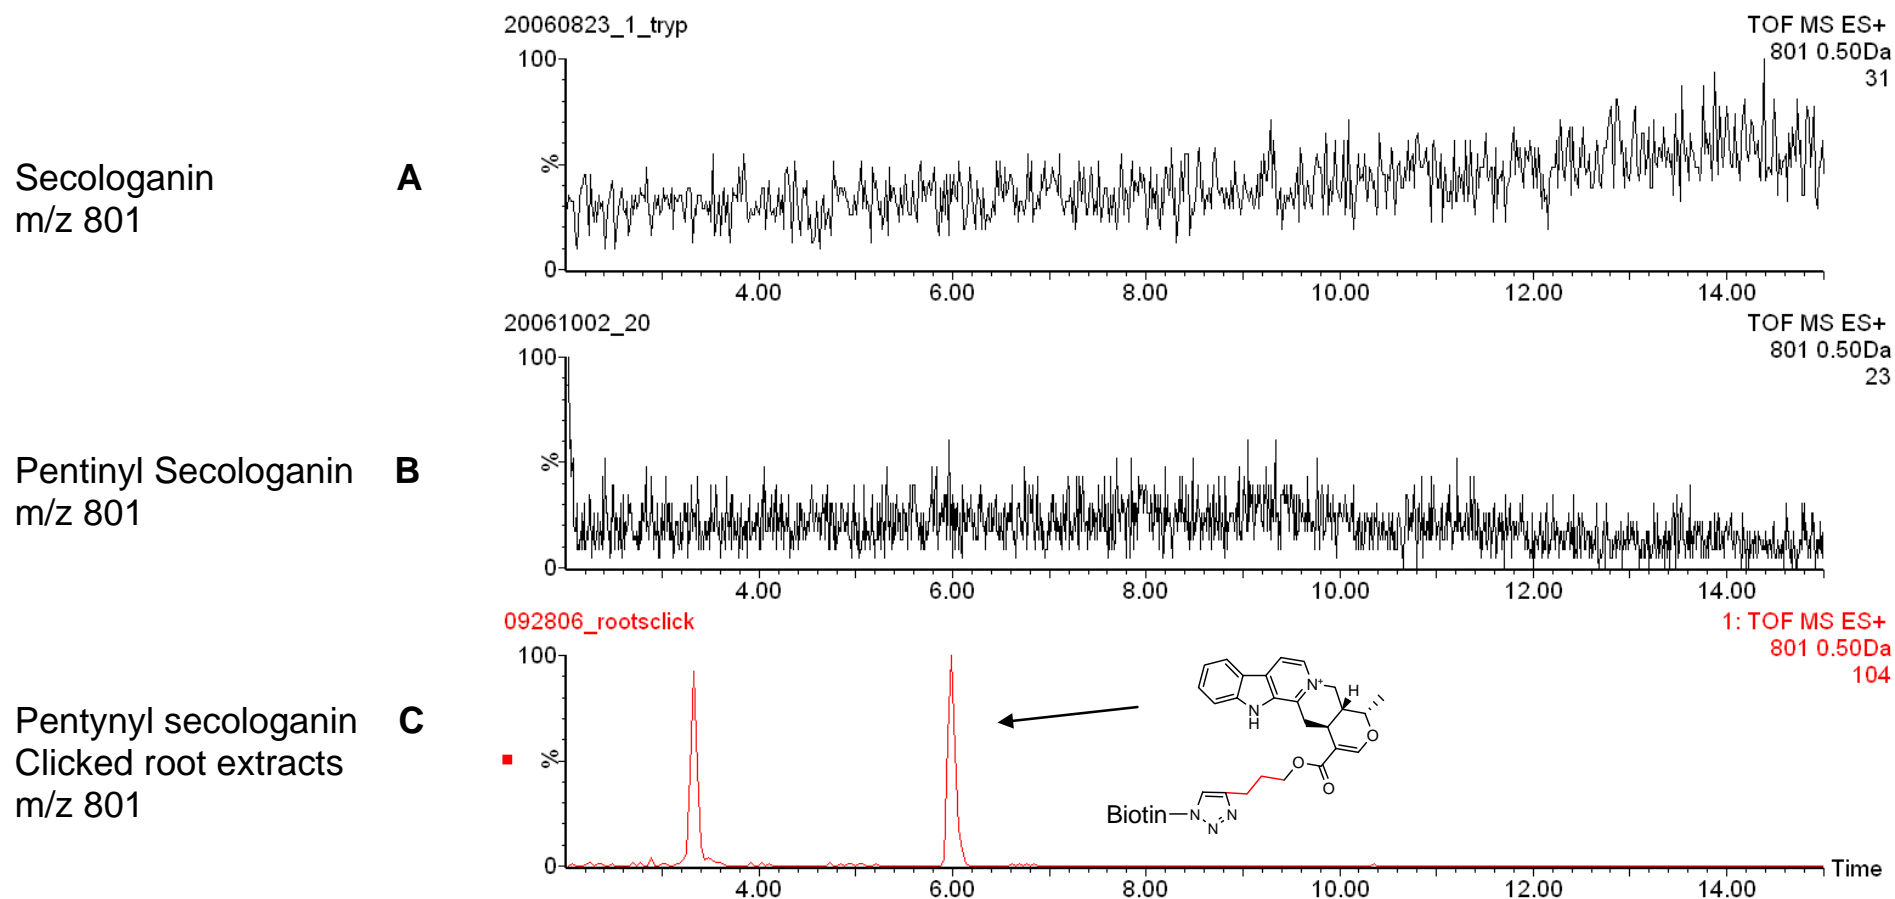 20060823_1_tryp
TOF MS ES+
801 0.50Da
31
100
%
0
Secologanin
m/z 801
A
4.00 6.00 8.00 10.00 12.00 14.00
20061002_20
TOF MS ES+
801 0.50Da
23
100
%
0
Pentinyl Secologanin
m/z 801
B
4.00 6.00 8.00 10.00 12.00 14.00
092806_rootsclick
1: TOF MS ES+
801 0.50Da
104
100
%
0
Pentynyl secologanin
Clicked root extracts
m/z 801
C
N+
H
N
H
O
O
O
Biotin
N
N
N
Time
4.00 6.00 8.00 10.00 12.00 14.00